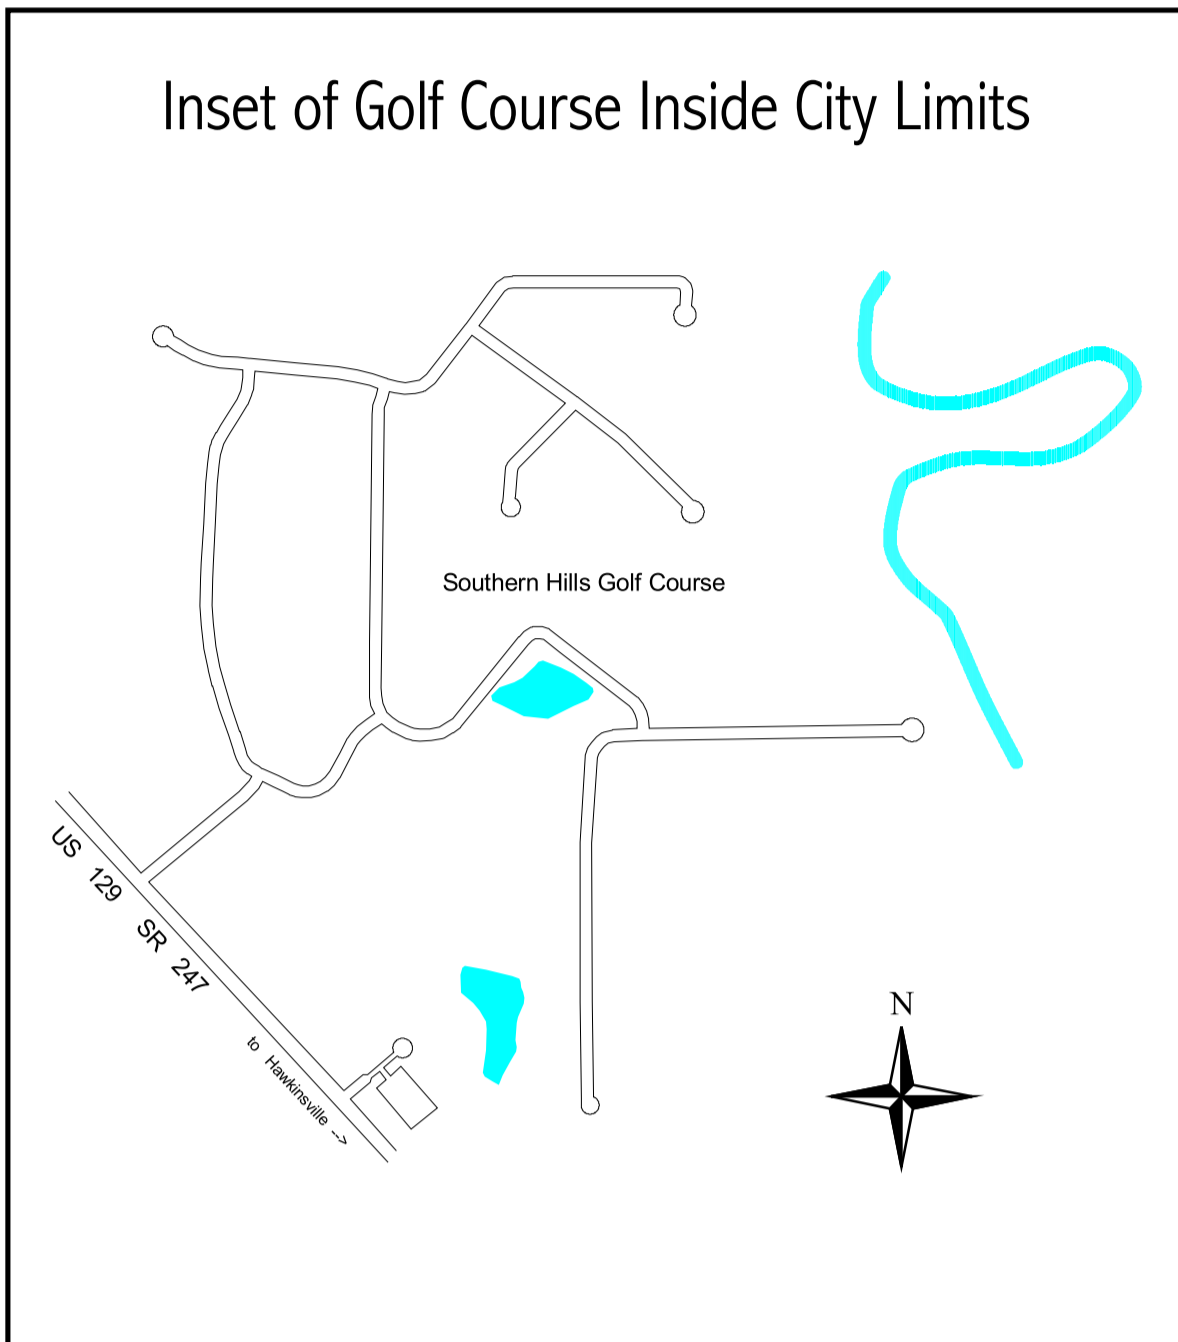 Inset of Golf Course Inside City Limits
Southern Hills Golf Course
US 129 SR 247
to Hawkinsville -->
N